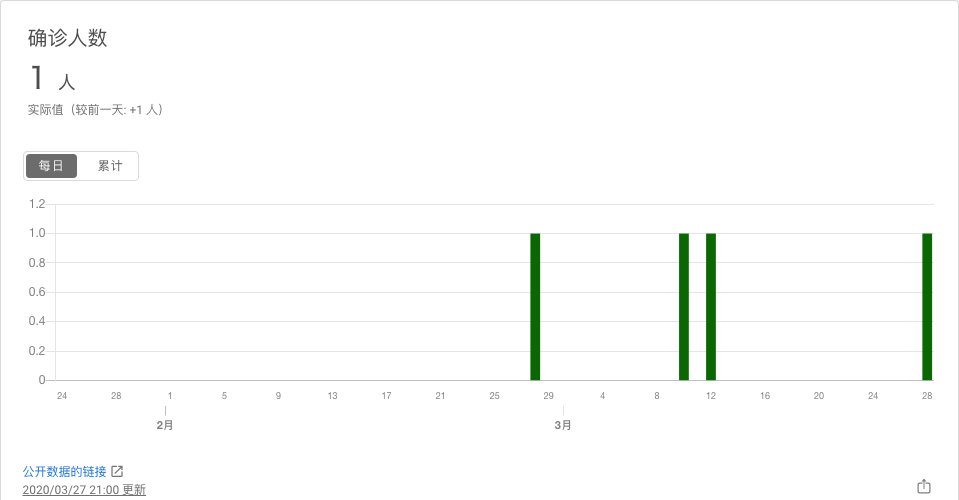 确诊人数
1 人
实际值（较前一天: +1 人）
每日 累计
1.2
1.0
0.8
0.6
0.4
0.2
0
24 28 1 5 9 13 17 21 25 29 4 8 12 16 20 24 28
2月 3月
公开数据的链接
2020/03/27 21:00 更新